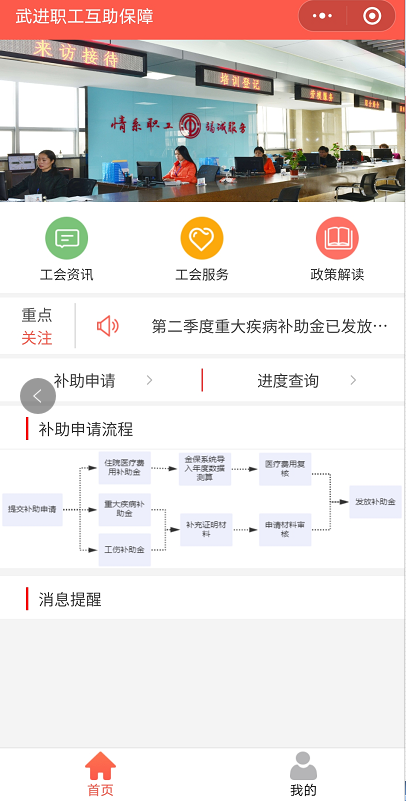 武进职工互助保障
来访接待
培训登记
劳模服务
情系职工 竭诚服务
工会资讯
工会服务
政策解读
重点
关注
第二季度重大疾病补助金已发放…
补助申请
进度查询
补助申请流程
提交补助申请
住院医疗费
用补助金
重大疾病补
助金
工伤补助金
金保系统导
入年度数据
测算
补充证明材
料
医疗费用复
核
申请材料审
核
发放补助金
消息提醒
首页
我的